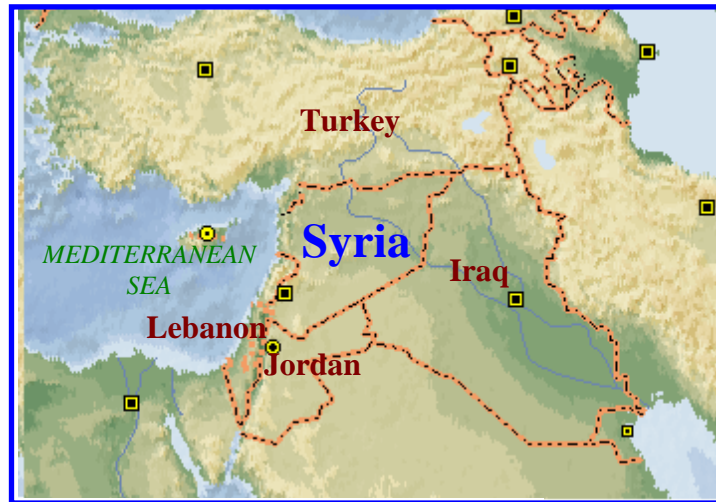 Turkey
Syria
MEDITERRANEAN
SEA
Iraq
Lebanon
Jordan